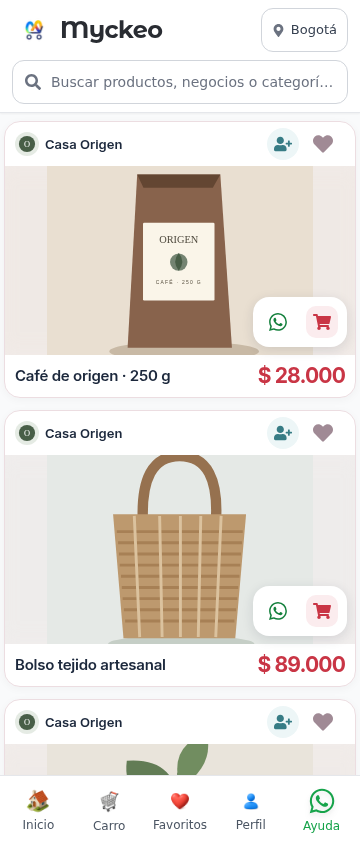 Myckeo
Bogotá
Buscar productos, negocios o categorí...
Casa Origen
ORIGEN
CAFÉ · 250 G
Café de origen · 250 g
$ 28.000
Casa Origen
Bolso tejido artesanal
$ 89.000
Casa Origen
Inicio
Carro
Favoritos
Perfil
Ayuda